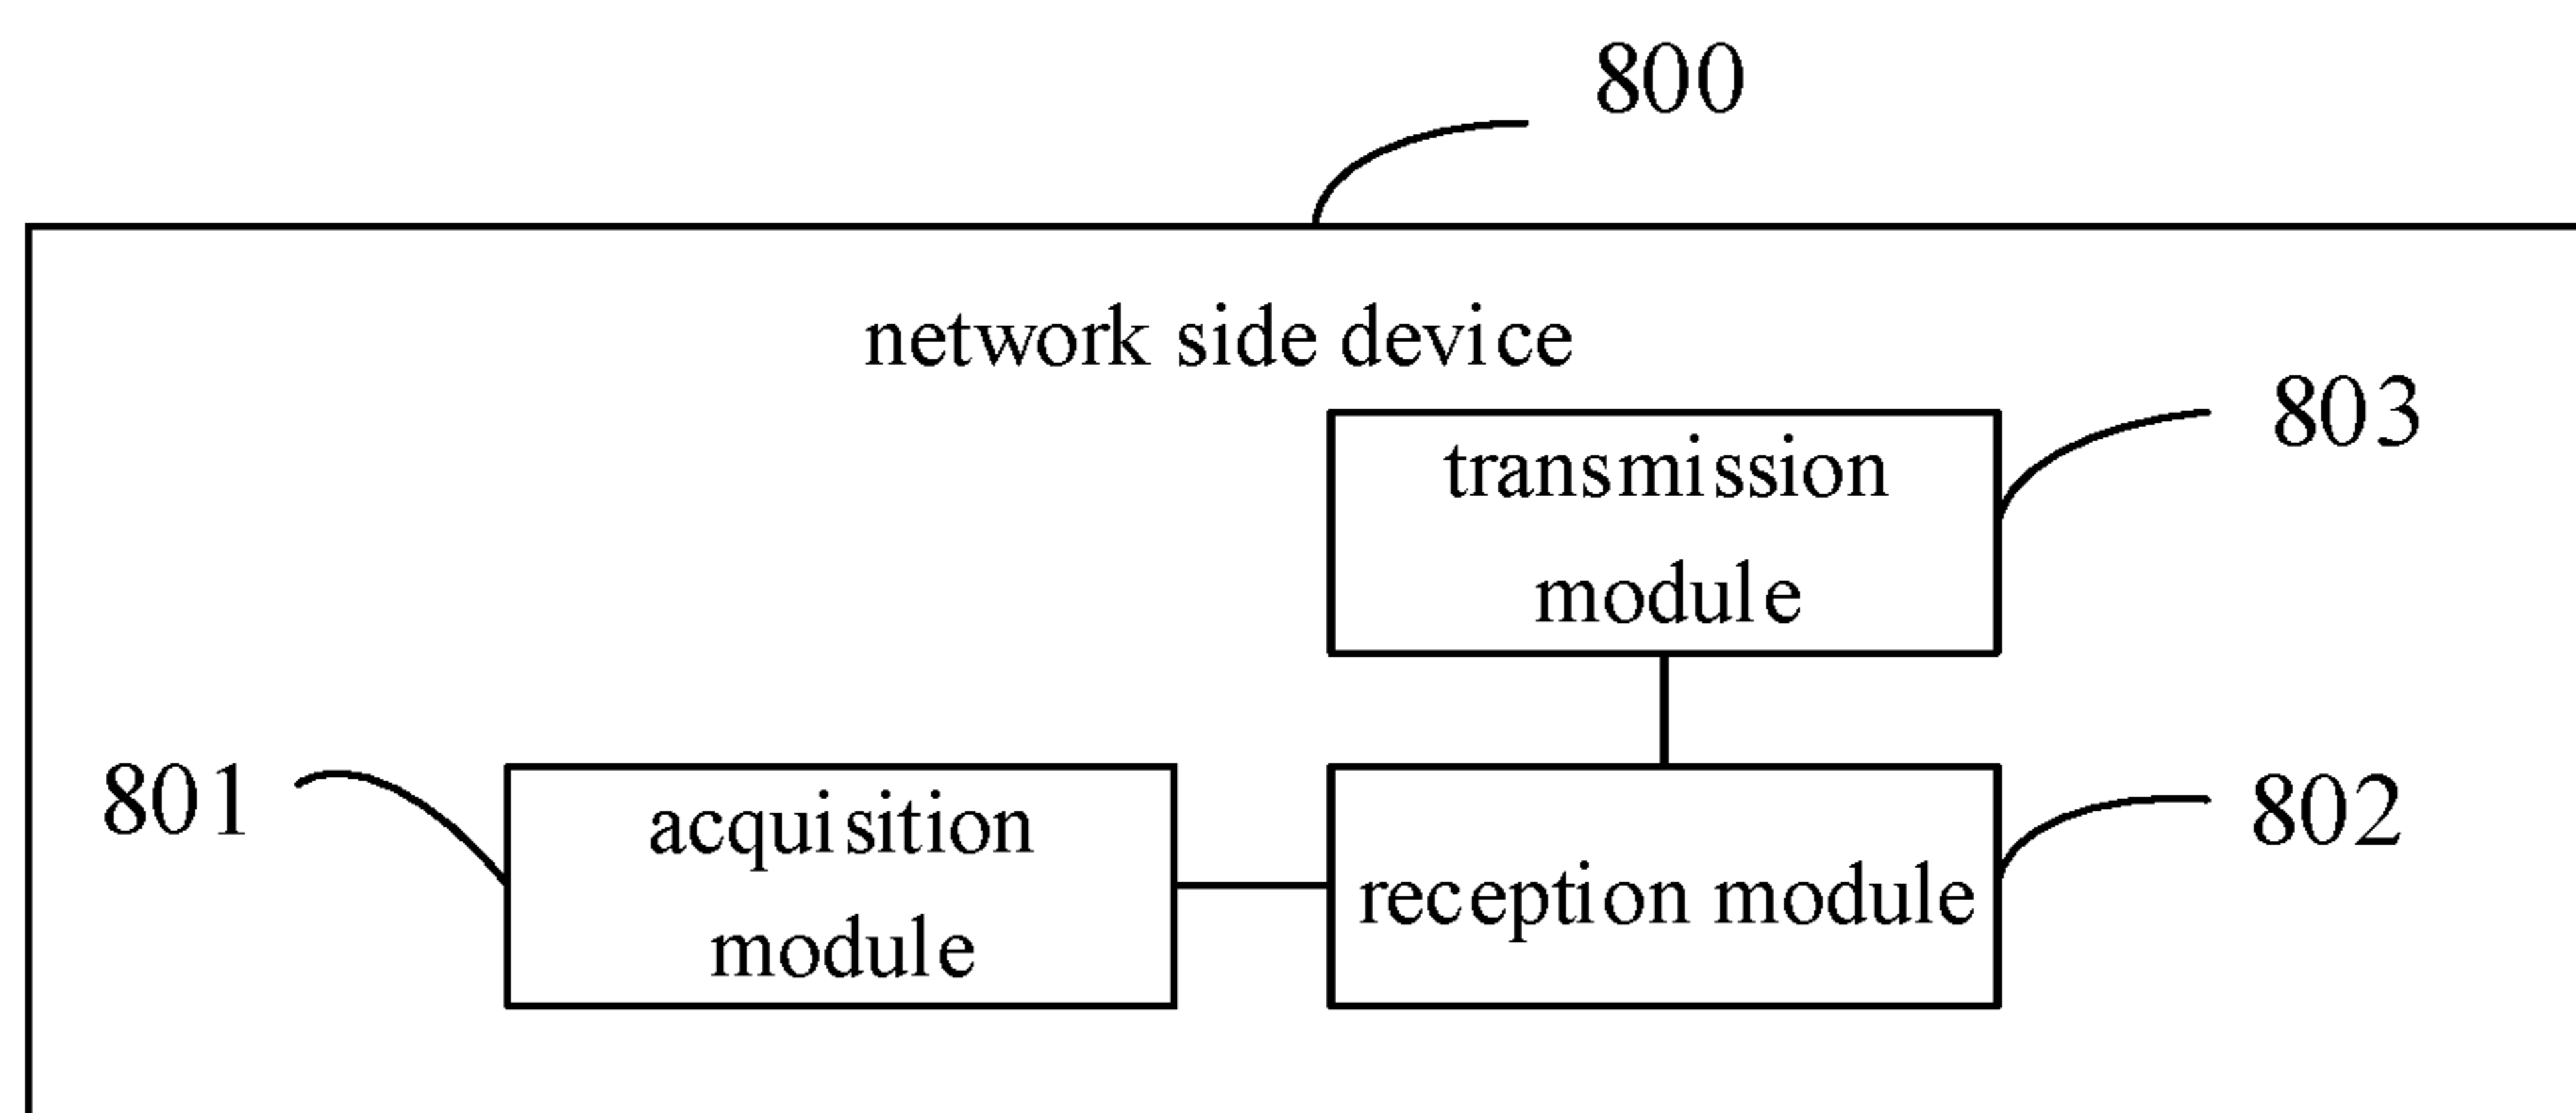 800
network side device
803
transmission
module
801
acquisition
module
reception module
802